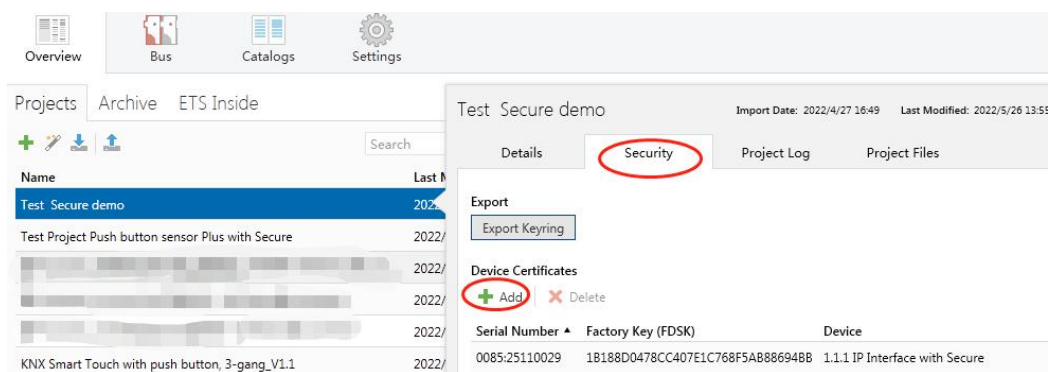 Overview Bus Catalogs Settings
Projects Archive ETS Inside
Search
Name Last M
Test Secure demo 2022
Test Project Push button sensor Plus with Secure 2022/
2022/
2022/
2022/
KNX Smart Touch with push button, 3-gang_V1.1 2022/
Test Secure demo Import Date: 2022/4/27 16:49 Last Modified: 2022/5/26 13:55
Details Security Project Log Project Files
Export
Export Keyring
Device Certificates
Add Delete
Serial Number Factory Key (FDSK) Device
0085:25110029 1B188D0478CC407E1C768F5AB88694BB 1.1.1 IP Interface with Secure